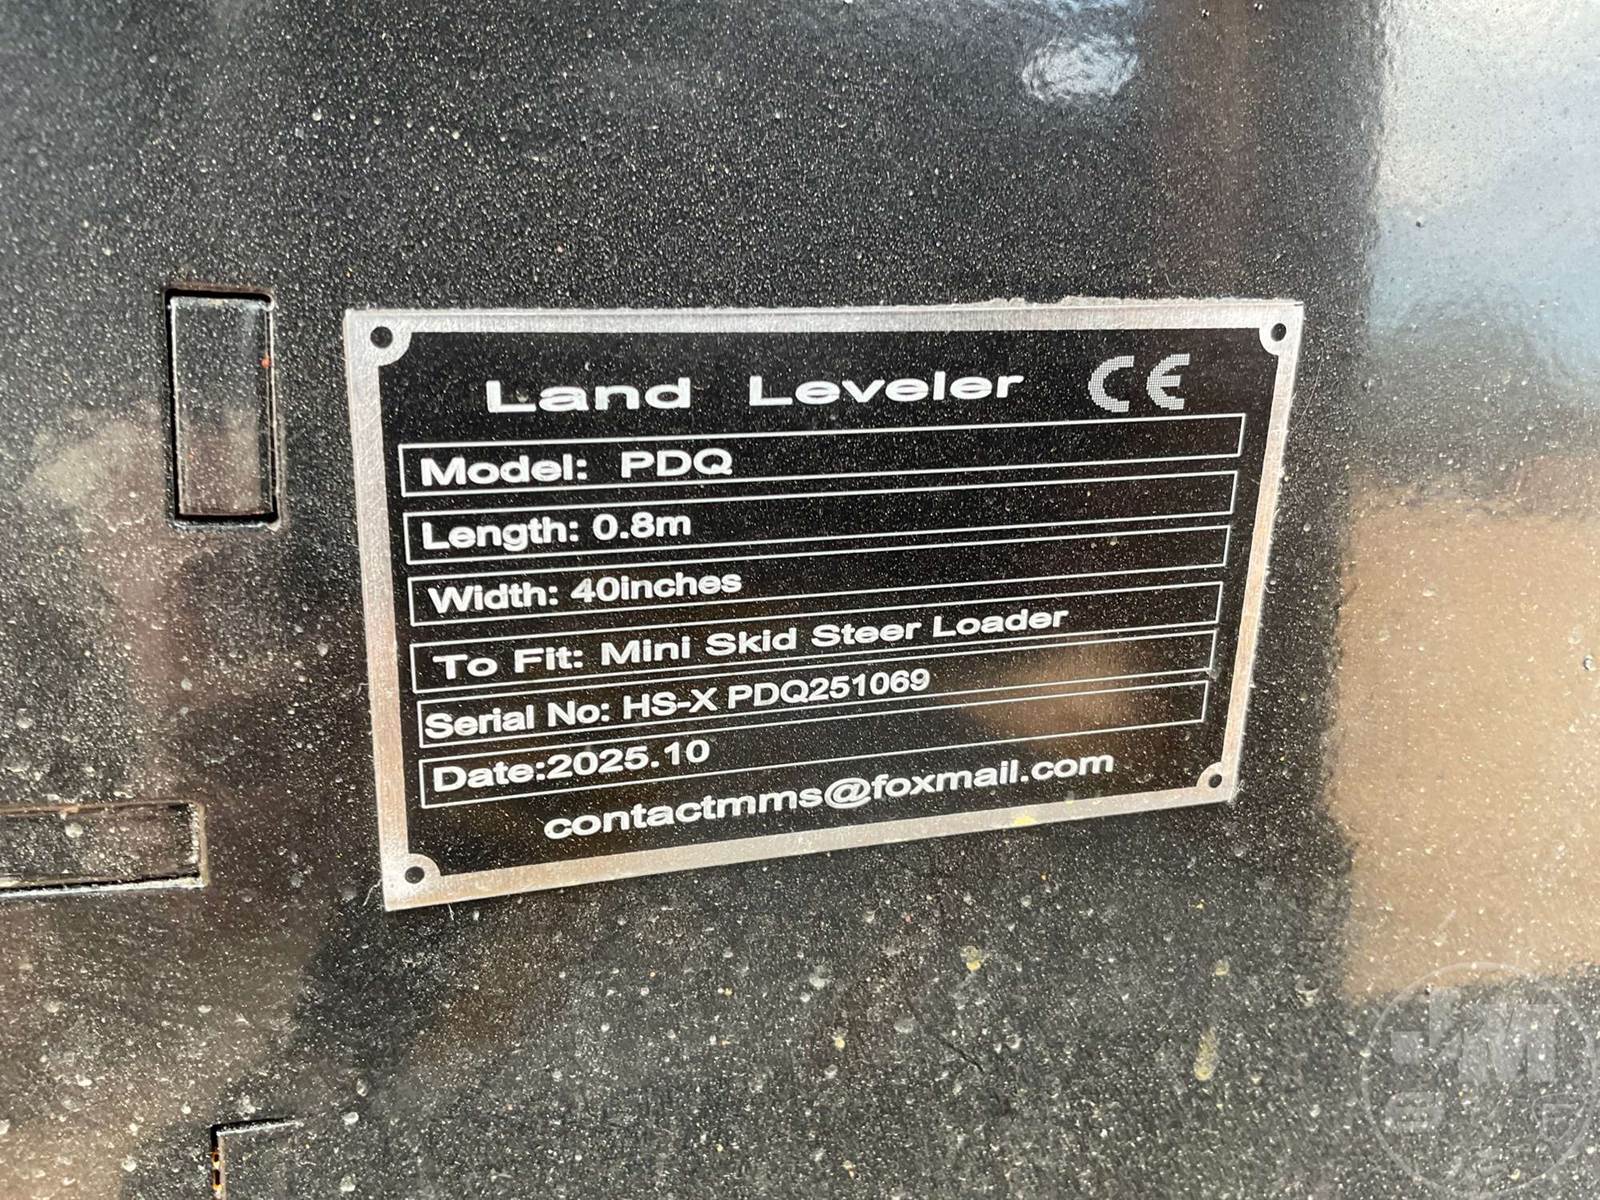 Land Leveler CE
Model: PDQ
Length: 0.8m
Width: 40inches
To Fit: Mini Skid Steer Loader
Serial No: HS-X PDQ251069
Date:2025.10
contactmms@foxmail.com
JM